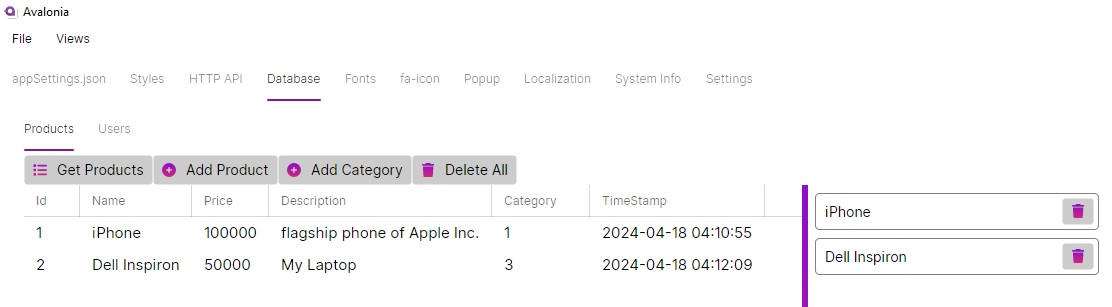 Avalonia
File Views
appSettings.json Styles HTTP API Database Fonts fa-icon Popup Localization System Info Settings
Products Users
Get Products Add Product Add Category Delete All
Id Name Price Description Category TimeStamp
1 iPhone 100000 flagship phone of Apple Inc. 1 2024-04-18 04:10:55
2 Dell Inspiron 50000 My Laptop 3 2024-04-18 04:12:09
iPhone
Dell Inspiron